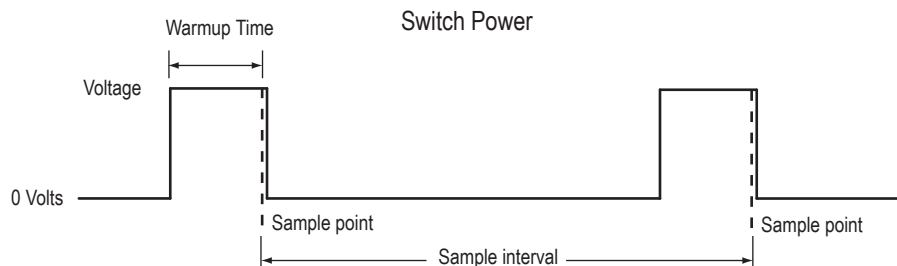 Switch Power
Warmup Time
Voltage
0 Volts
Sample point
Sample point
Sample interval